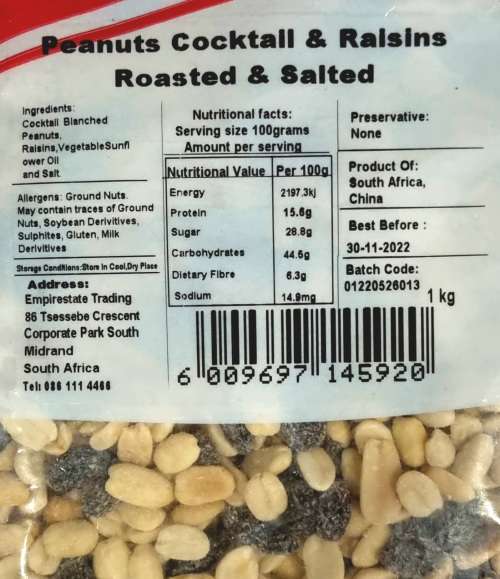 Peanuts Cocktail & Raisins
Roasted & Salted
Ingredients:
Cocktail Blanched
Peanuts,
Raisins,VegetableSunfl
ower Oil
and Salt
Allergens: Ground Nuts.
May contain traces of Ground
Nuts, Soybean Derivitives,
Sulphites, Gluten, Milk
Derivitives
Storage Conditions:Store in Cool,Dry Place
Address:
Empirestate Trading
86 Tsessebe Crescent
Corporate Park South
Midrand
South Africa
Tel: 086 111 4466
Nutritional facts:
Serving size 100grams
Amount per serving
Nutritional Value Per 100g
Energy 2197.3kj
Protein 15.6g
Sugar 28.8g
Carbohydrates 44.5g
Dietary Fibre 6.3g
Sodium 14.9mg
Preservative:
None
Product Of:
South Africa,
China
Best Before :
30-11-2022
Batch Code:
01220526013
1 kg
6 009697 145920